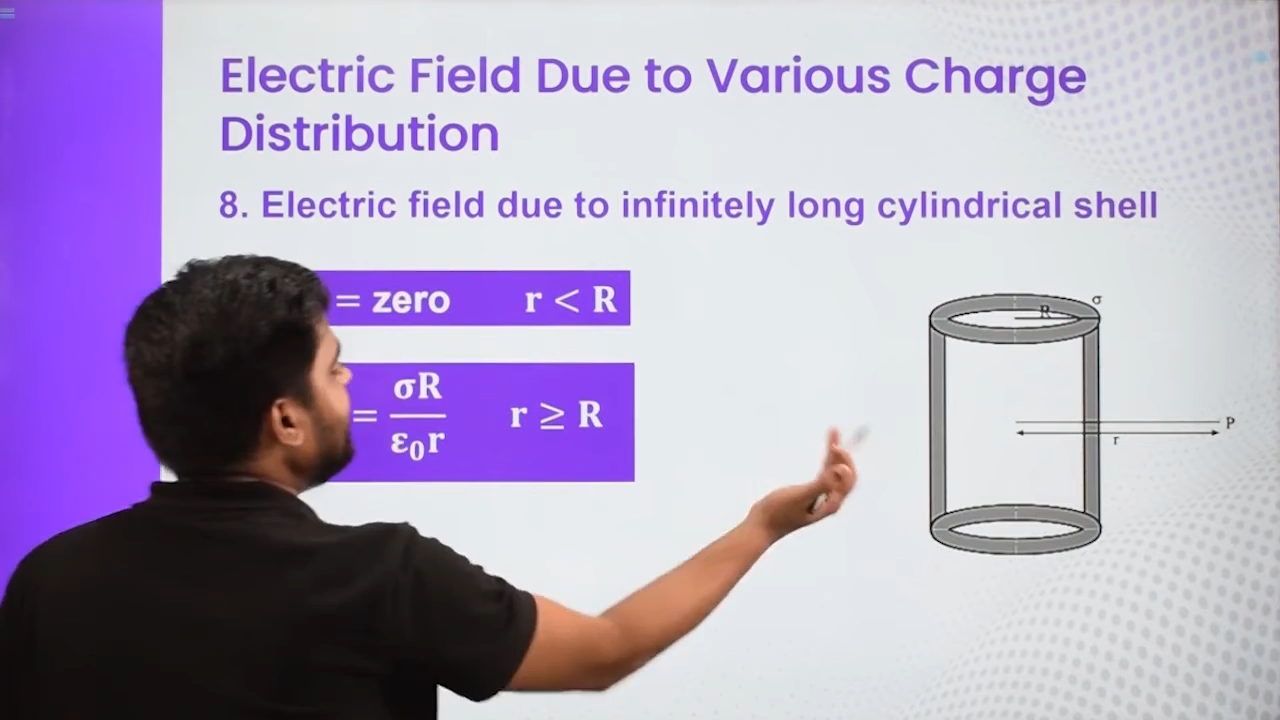 Electric Field Due to Various Charge
Distribution
8. Electric field due to infinitely long cylindrical shell
= zero r < R
= σR/ε₀r r ≥ R
σ
R
P
r